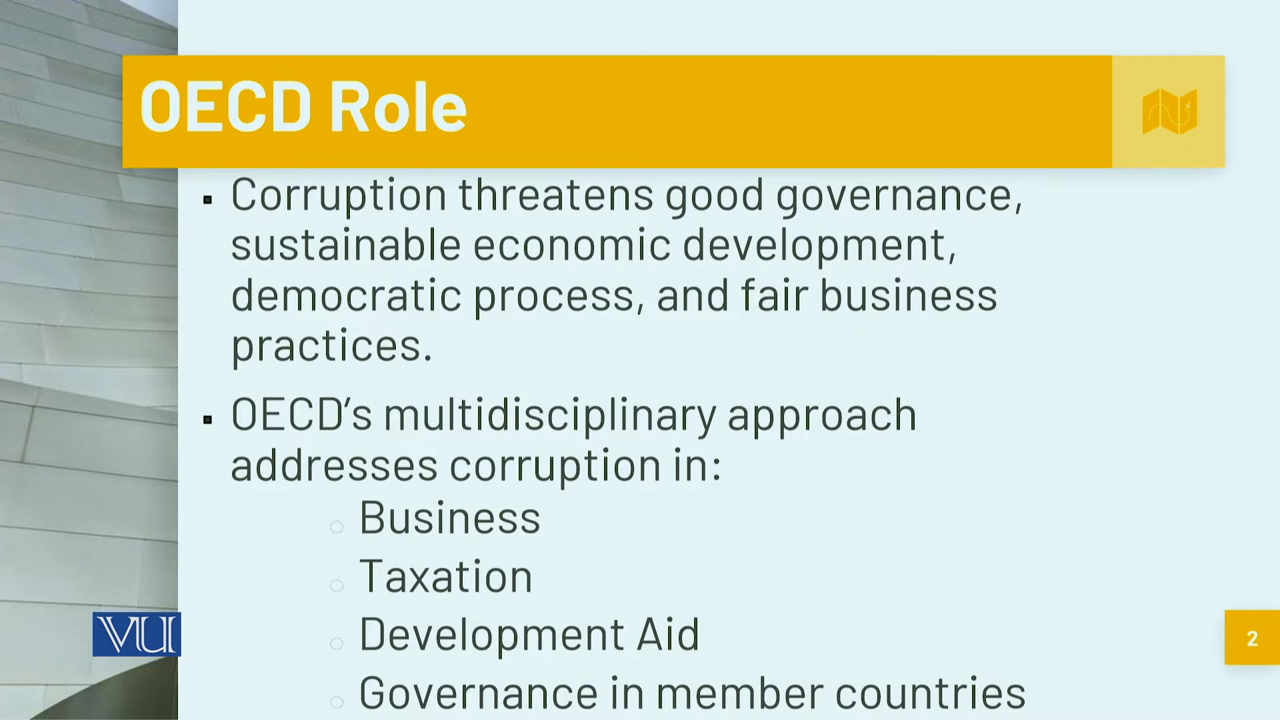 OECD Role
▪ Corruption threatens good governance,
sustainable economic development,
democratic process, and fair business
practices.
▪ OECD’s multidisciplinary approach
addresses corruption in:
○ Business
○ Taxation
○ Development Aid
○ Governance in member countries
VU
2